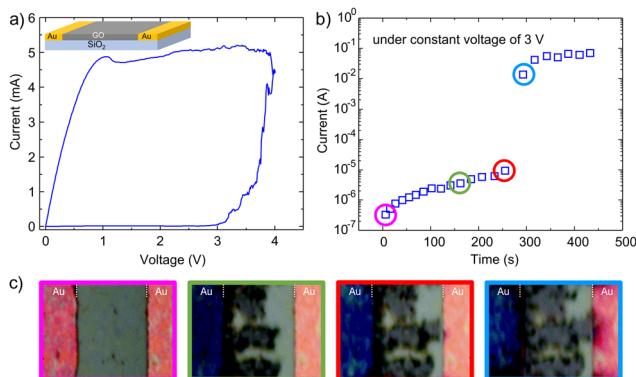 a)
Au
GO
Au
SiO2
Current (mA)
6
5
4
3
2
1
0
0
1
2
3
4
Voltage (V)
b)
under constant voltage of 3 V
Current (A)
10^0
10^-1
10^-2
10^-3
10^-4
10^-5
10^-6
10^-7
0
100
200
300
400
500
Time (s)
c)
Au
Au
Au
Au
Au
Au
Au
Au